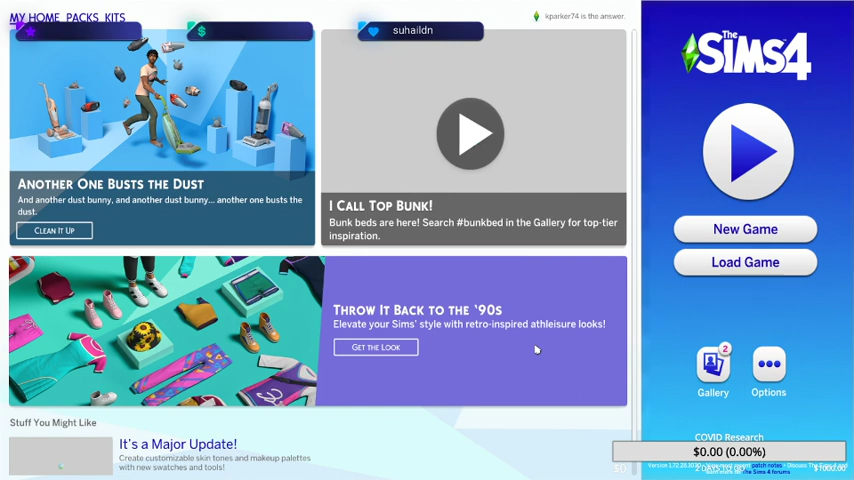 MY HOME PACKS KITS
kparker74 is the answer.
$
suhaildn
The SIMS 4
ANOTHER ONE BUSTS THE DUST
And another dust bunny, and another dust bunny... another one busts the
dust.
CLEAN IT UP
I CALL TOP BUNK!
Bunk beds are here! Search #bunkbed in the Gallery for top-tier
inspiration.
New Game
Load Game
THROW IT BACK TO THE '90S
Elevate your Sims' style with retro-inspired athleisure looks!
GET THE LOOK
2
Gallery
Options
Stuff You Might Like
It's a Major Update!
Create customizable skin tones and makeup palettes
with new swatches and tools!
COVID Research
$0.00 (0.00%)
$0
patch notes
The Sims 4 forums
$1000.00